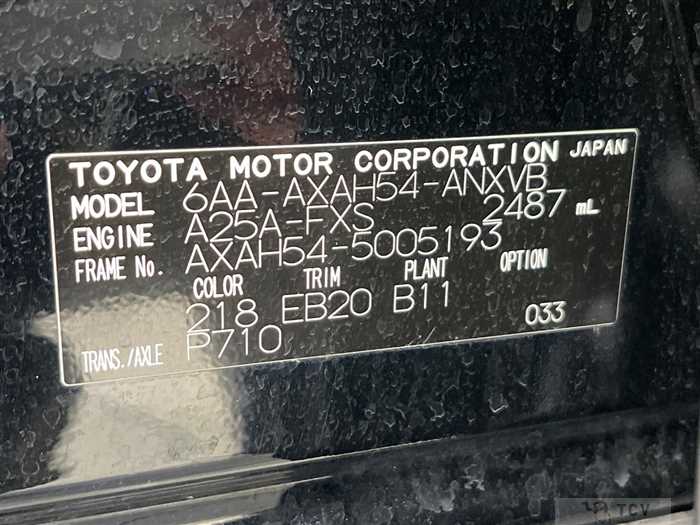 TOYOTA MOTOR CORPORATION JAPAN
MODEL 6AA-AXAH54-ANXVB
ENGINE A25A-FXS 2487 mL
FRAME No. AXAH54-5005193
COLOR TRIM PLANT OPTION
218 EB20 B11 033
TRANS./AXLE P710
TCV